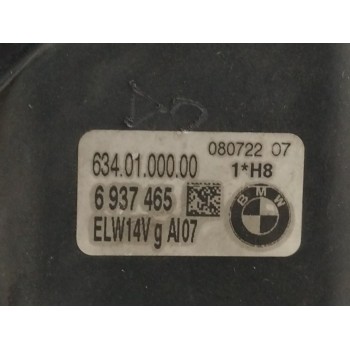 080722 07
634.01.000.00 1*H8
6 937 465
BMW
ELW14V g AI07